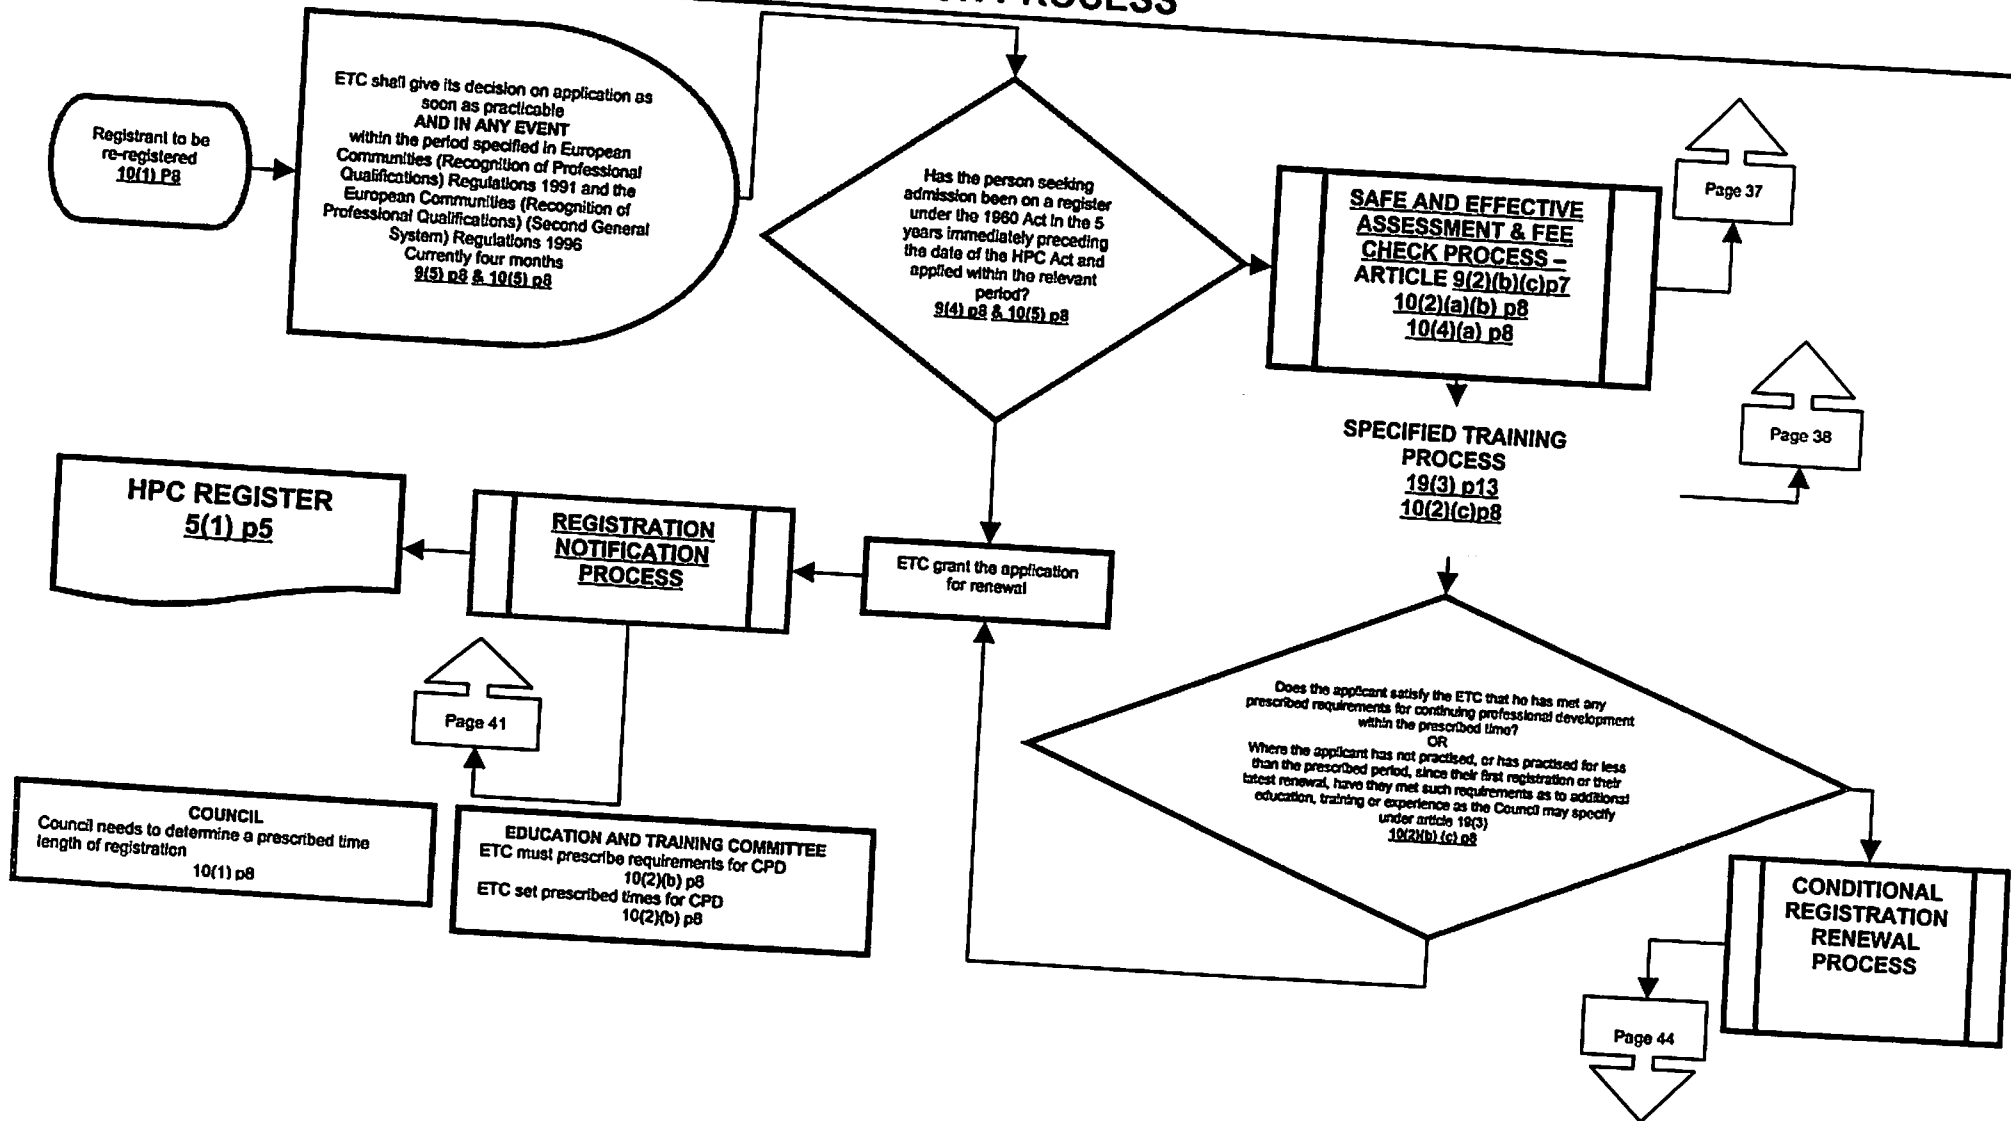 PROCESS
Registrant to be
re-registered
10(1) P8
ETC shall give its decision on application as
soon as practicable
AND IN ANY EVENT
within the period specified in European
Communities (Recognition of Professional
Qualifications) Regulations 1991 and the
European Communities (Recognition of
Professional Qualifications) (Second General
System) Regulations 1996
Currently four months
9(5) p8 & 10(5) p8
Has the person seeking
admission been on a register
under the 1960 Act in the 5
years immediately preceding
the date of the HPC Act and
applied within the relevant
period?
9(4) p8 & 10(5) p8
SAFE AND EFFECTIVE
ASSESSMENT & FEE
CHECK PROCESS –
ARTICLE 9(2)(b)(c)p7
10(2)(a)(b) p8
10(4)(a) p8
Page 37
SPECIFIED TRAINING
PROCESS
19(3) p13
10(2)(c)p8
Page 38
HPC REGISTER
5(1) p5
REGISTRATION
NOTIFICATION
PROCESS
ETC grant the application
for renewal
Page 41
Does the applicant satisfy the ETC that he has met any
prescribed requirements for continuing professional development
within the prescribed time?
OR
Where the applicant has not practised, or has practised for less
than the prescribed period, since their first registration or their
latest renewal, have they met such requirements as to additional
education, training or experience as the Council may specify
under article 19(3)
10(2)(b) (c) p8
COUNCIL
Council needs to determine a prescribed time
length of registration
10(1) p8
EDUCATION AND TRAINING COMMITTEE
ETC must prescribe requirements for CPD
10(2)(b) p8
ETC set prescribed times for CPD
10(2)(b) p8
CONDITIONAL
REGISTRATION
RENEWAL
PROCESS
Page 44